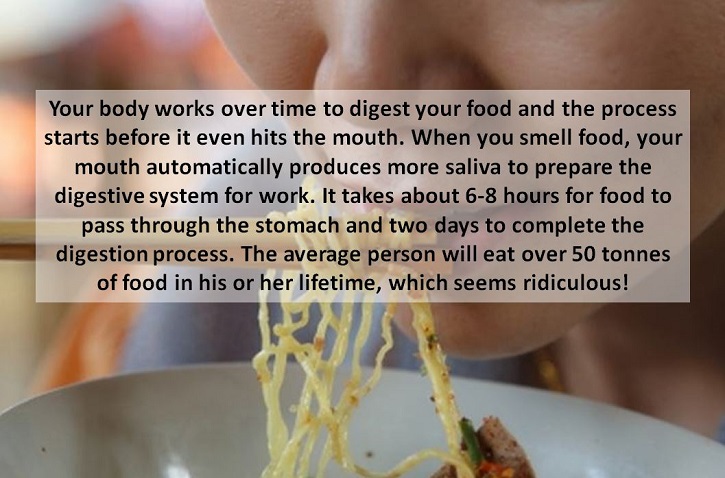 Your body works over time to digest your food and the process
starts before it even hits the mouth. When you smell food, your
mouth automatically produces more saliva to prepare the
digestive system for work. It takes about 6-8 hours for food to
pass through the stomach and two days to complete the
digestion process. The average person will eat over 50 tonnes
of food in his or her lifetime, which seems ridiculous!